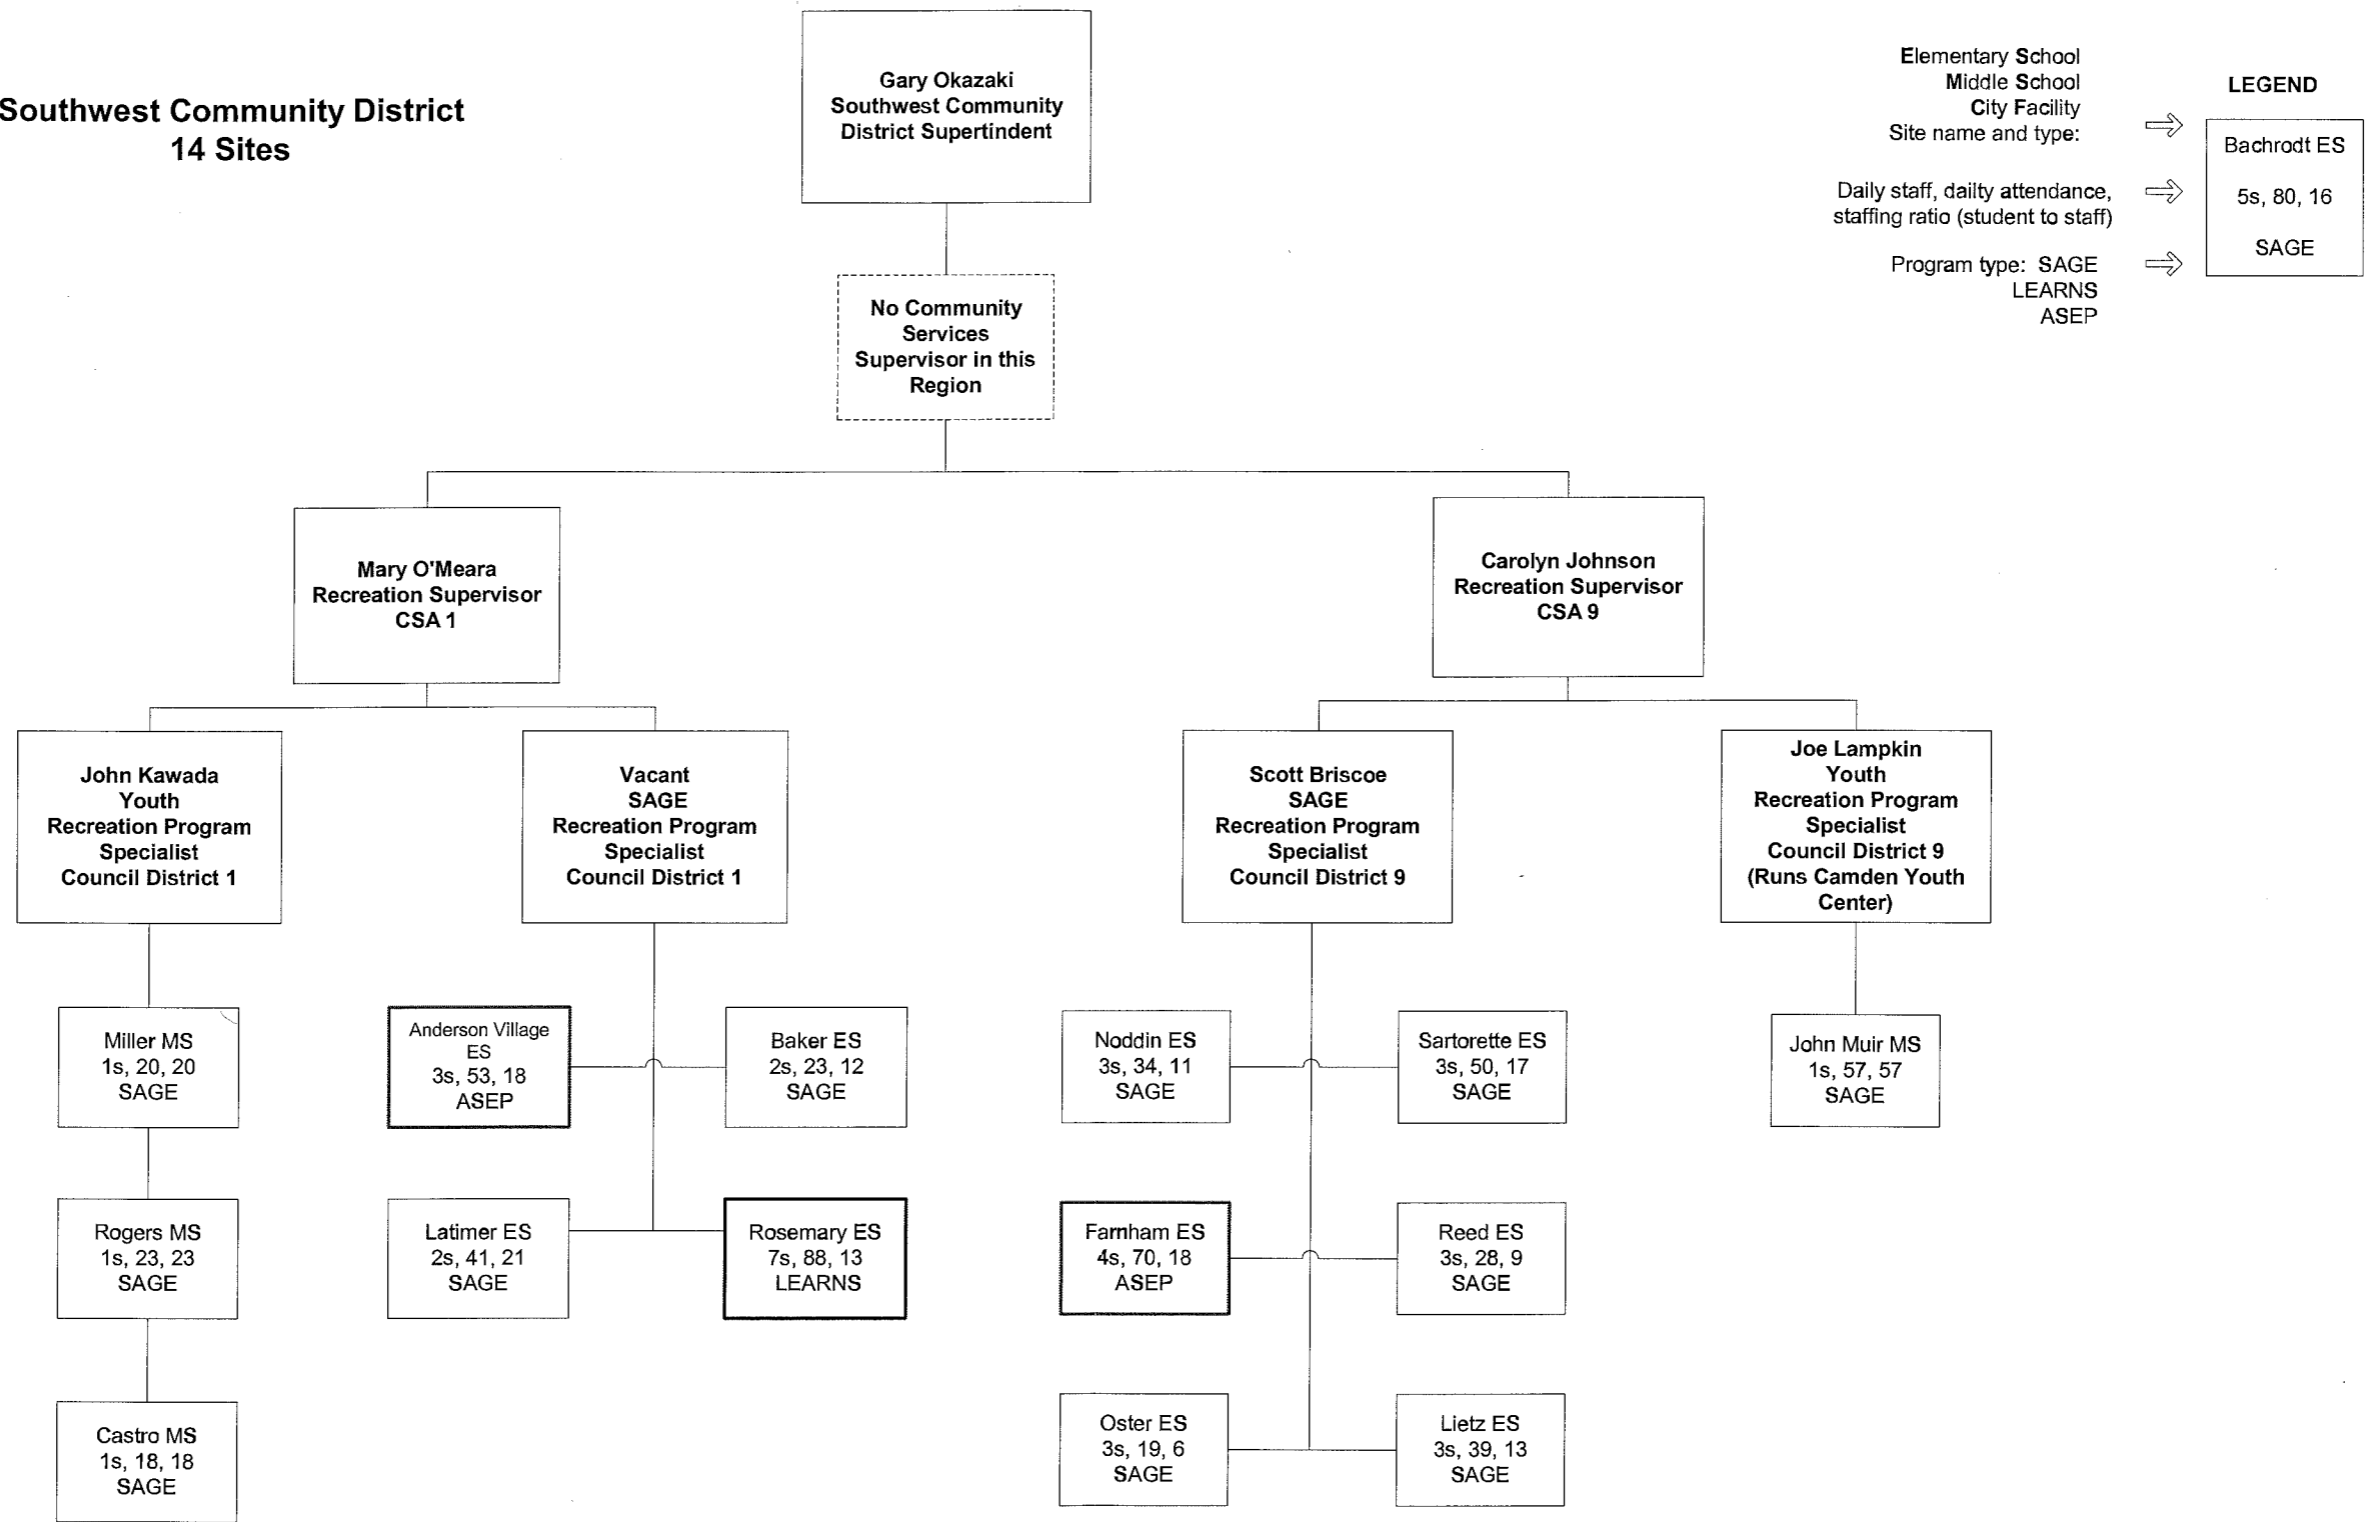 Southwest Community District
14 Sites
Gary Okazaki
Southwest Community
District Supertindent
Elementary School
Middle School
City Facility
Site name and type:
Daily staff, dailty attendance,
staffing ratio (student to staff)
Program type: SAGE
LEARNS
ASEP
LEGEND
Bachrodt ES
5s, 80, 16
SAGE
No Community
Services
Supervisor in this
Region
Mary O'Meara
Recreation Supervisor
CSA 1
Carolyn Johnson
Recreation Supervisor
CSA 9
John Kawada
Youth
Recreation Program
Specialist
Council District 1
Vacant
SAGE
Recreation Program
Specialist
Council District 1
Scott Briscoe
SAGE
Recreation Program
Specialist
Council District 9
Joe Lampkin
Youth
Recreation Program
Specialist
Council District 9
(Runs Camden Youth
Center)
Miller MS
1s, 20, 20
SAGE
Anderson Village
ES
3s, 53, 18
ASEP
Baker ES
2s, 23, 12
SAGE
Noddin ES
3s, 34, 11
SAGE
Sartorette ES
3s, 50, 17
SAGE
John Muir MS
1s, 57, 57
SAGE
Rogers MS
1s, 23, 23
SAGE
Latimer ES
2s, 41, 21
SAGE
Rosemary ES
7s, 88, 13
LEARNS
Farnham ES
4s, 70, 18
ASEP
Reed ES
3s, 28, 9
SAGE
Castro MS
1s, 18, 18
SAGE
Oster ES
3s, 19, 6
SAGE
Lietz ES
3s, 39, 13
SAGE